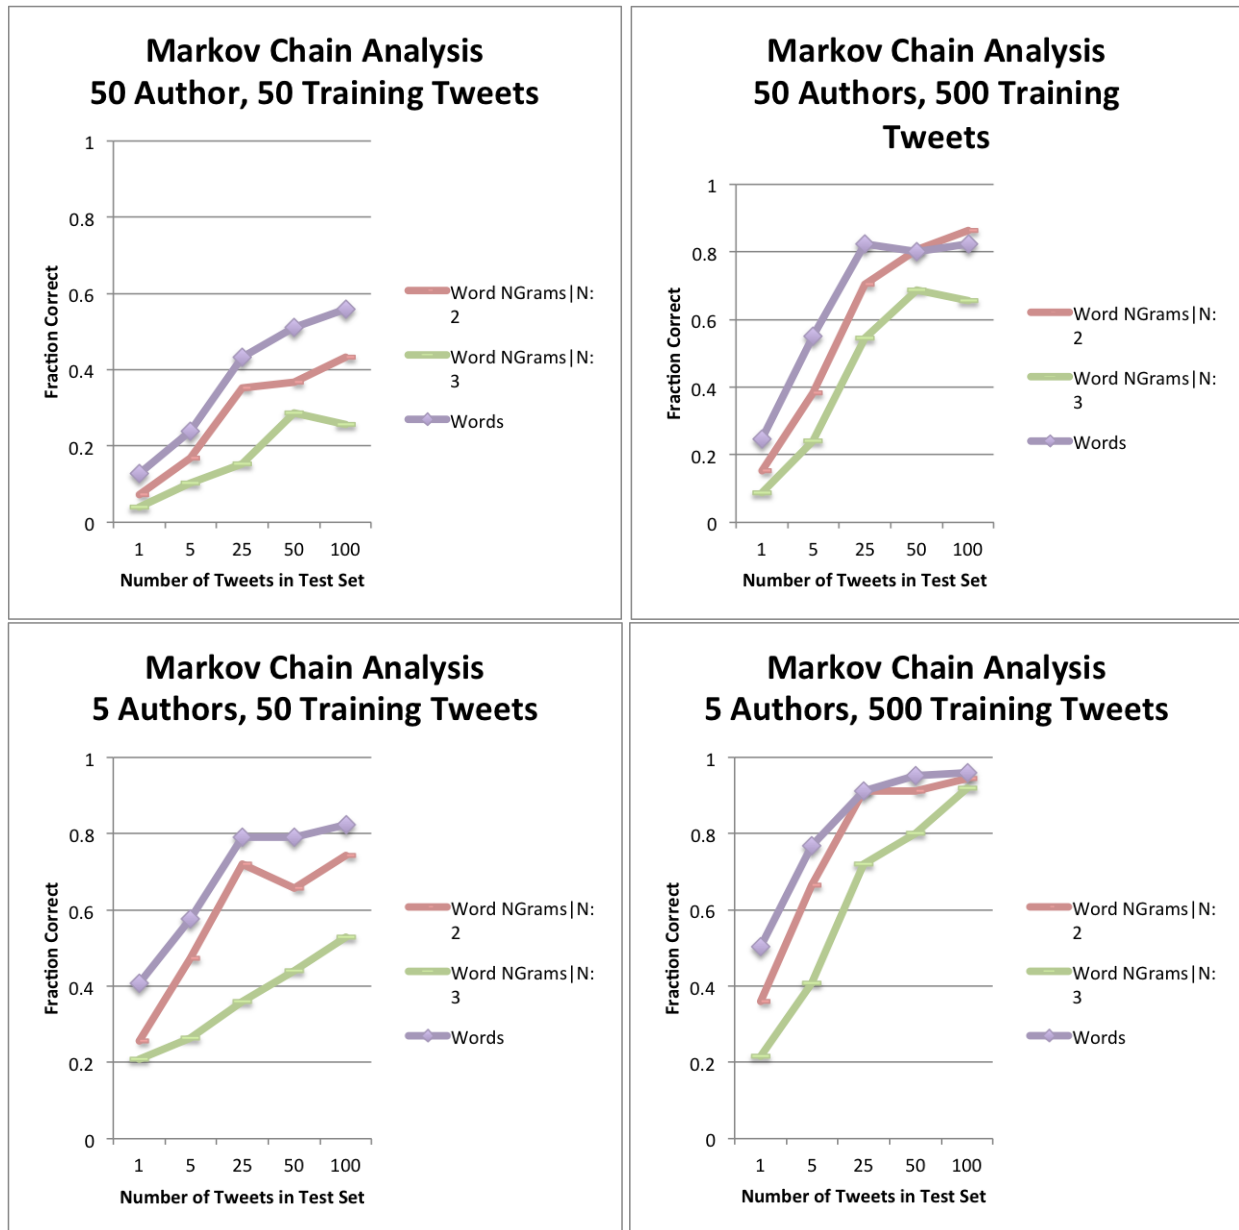 Markov Chain Analysis
50 Author, 50 Training Tweets
1
0.8
0.6
0.4
0.2
0
Fraction Correct
1 5 25 50 100
Number of Tweets in Test Set
Word NGrams|N:
2
Word NGrams|N:
3
Words
Markov Chain Analysis
50 Authors, 500 Training
Tweets
1
0.8
0.6
0.4
0.2
0
Fraction Correct
1 5 25 50 100
Number of Tweets in Test Set
Word NGrams|N:
2
Word NGrams|N:
3
Words
Markov Chain Analysis
5 Authors, 50 Training Tweets
1
0.8
0.6
0.4
0.2
0
Fraction Correct
1 5 25 50 100
Number of Tweets in Test Set
Word NGrams|N:
2
Word NGrams|N:
3
Words
Markov Chain Analysis
5 Authors, 500 Training Tweets
1
0.8
0.6
0.4
0.2
0
Fraction Correct
1 5 25 50 100
Number of Tweets in Test Set
Word NGrams|N:
2
Word NGrams|N:
3
Words